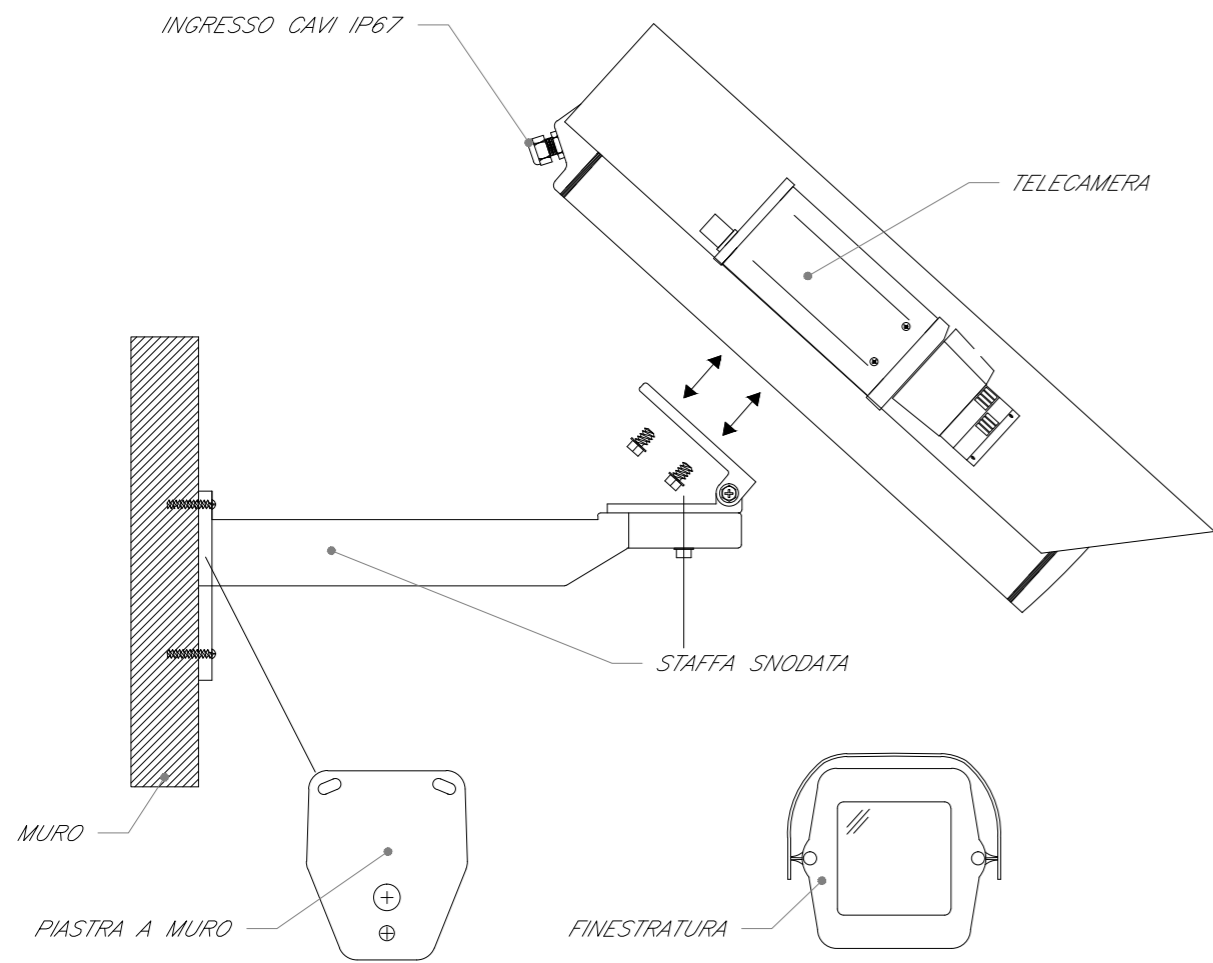 INGRESSO CAVI IP67
TELECAMERA
STAFFA SNODATA
MURO
PIASTRA A MURO
FINESTRATURA